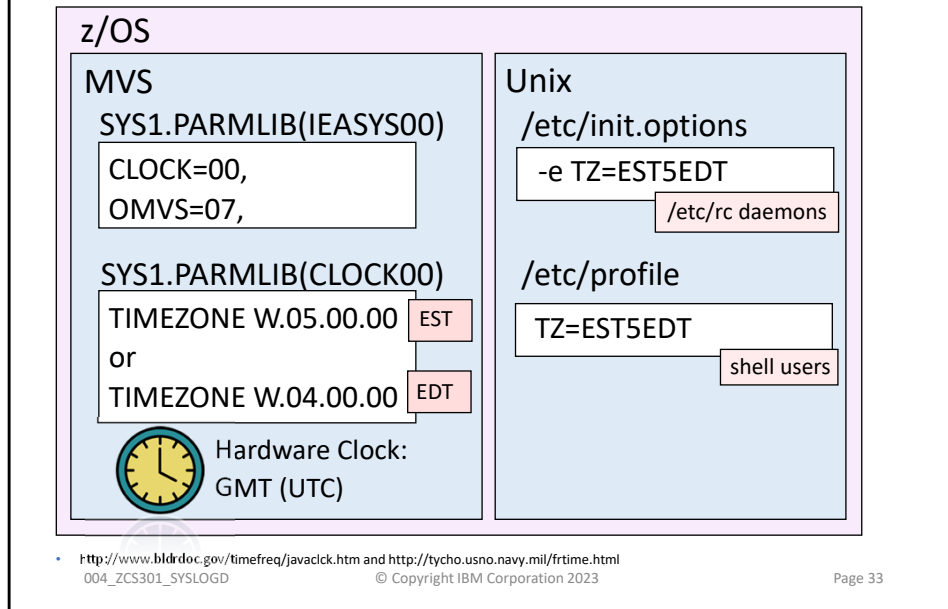 z/OS
MVS
SYS1.PARMLIB(IEASYS00)
CLOCK=00,
OMVS=07,
SYS1.PARMLIB(CLOCK00)
TIMEZONE W.05.00.00
EST
or
TIMEZONE W.04.00.00
EDT
Hardware Clock:
GMT (UTC)
Unix
/etc/init.options
-e TZ=EST5EDT
/etc/rc daemons
/etc/profile
TZ=EST5EDT
shell users
• http://www.bldrdoc.gov/timefreq/javaclck.htm and http://tycho.usno.navy.mil/frtime.html
004_ZCS301_SYSLOGD
© Copyright IBM Corporation 2023
Page 33